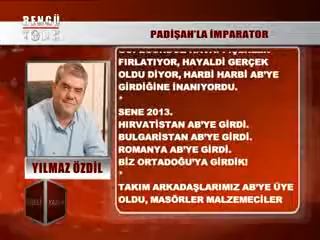 RENGÜ
TÜRK
PADİŞAH'LA İMPARATOR
FIRLATIYOR, HAYALDİ GERÇEK
OLDU DİYOR, HARBİ HARBİ AB'YE
GİRDİĞİNE İNANIYORDU.
*
SENE 2013.
HIRVATİSTAN AB'YE GİRDİ.
BULGARİSTAN AB'YE GİRDİ.
ROMANYA AB'YE GİRDİ.
BİZ ORTADOĞU'YA GİRDİK!
*
TAKIM ARKADAŞLARIMIZ AB'YE ÜYE
OLDU, MASÖRLER MALZEMECİLER
YILMAZ ÖZDİL